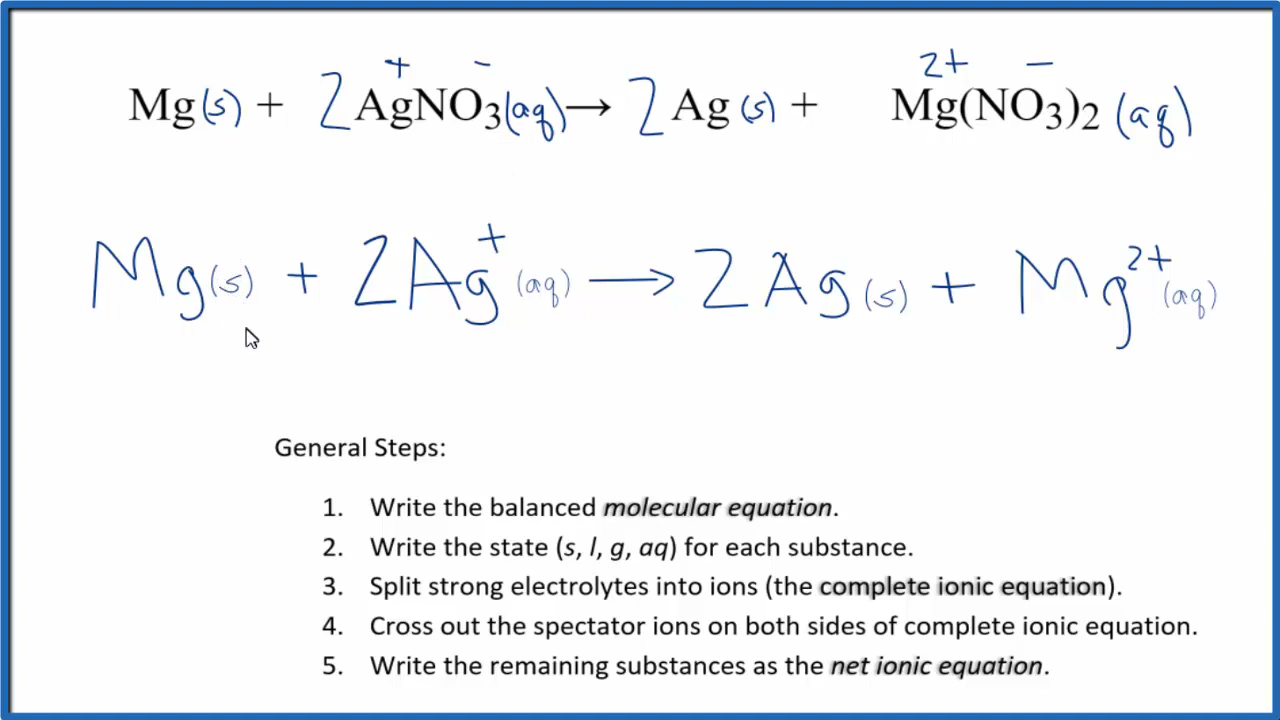 Mg(s) + 2AgNO₃(aq) → 2Ag(s) + Mg(NO₃)₂(aq)
+ - 2+ -
Mg(s) + 2Ag⁺(aq) → 2Ag(s) + Mg²⁺(aq)
General Steps:
1. Write the balanced molecular equation.
2. Write the state (s, l, g, aq) for each substance.
3. Split strong electrolytes into ions (the complete ionic equation).
4. Cross out the spectator ions on both sides of complete ionic equation.
5. Write the remaining substances as the net ionic equation.